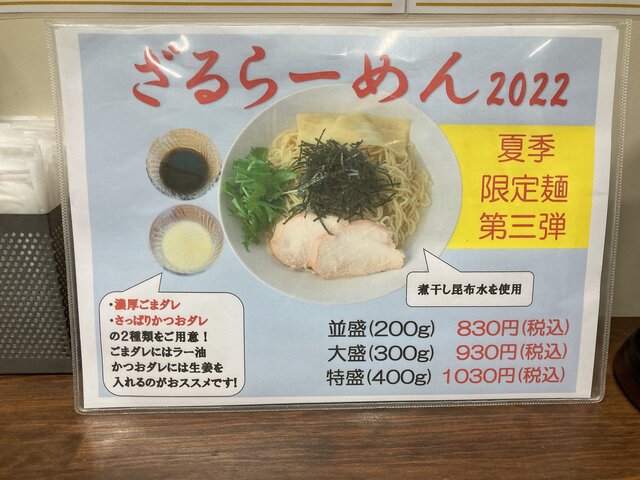 ざるらーめん 2022
夏季
限定麺
第三弾
煮干し昆布水を使用
・濃厚ごまダレ
・さっぱりかつおダレ
の2種類をご用意！
ごまダレにはラー油
かつおダレには生姜を
入れるのがおススメです!
並盛(200g) 830円(税込)
大盛(300g) 930円(税込)
特盛(400g) 1030円(税込)